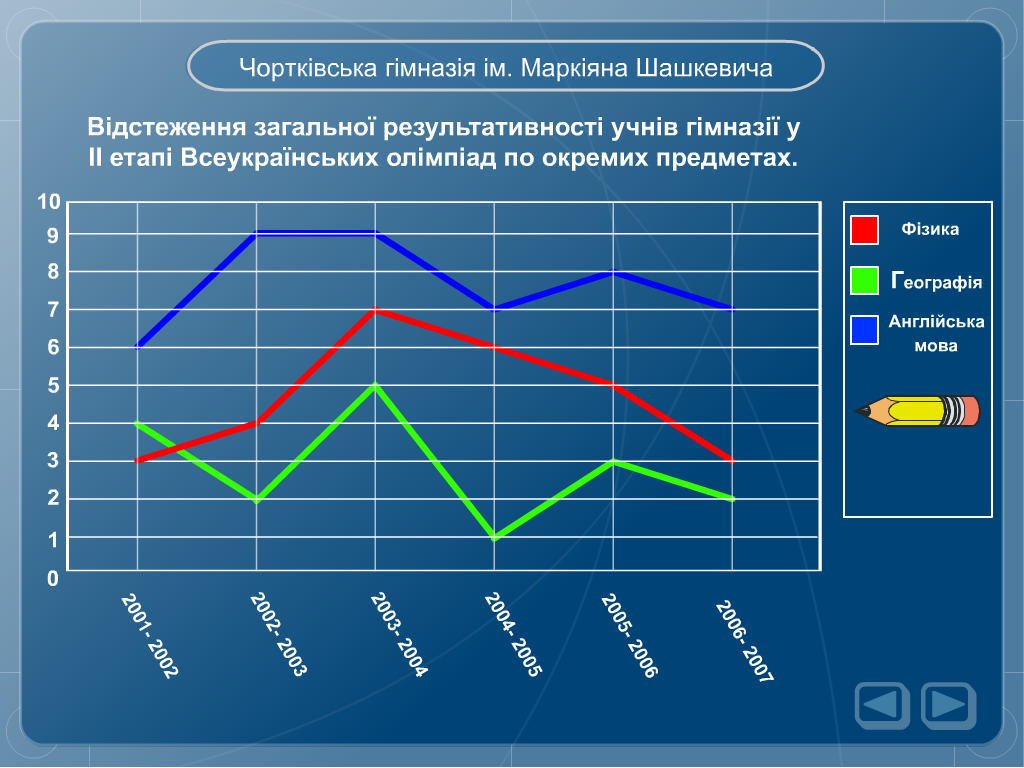 Чортківська гімназія ім. Маркіяна Шашкевича
Відстеження загальної результативності учнів гімназії у
ІІ етапі Всеукраїнських олімпіад по окремих предметах.
10
9
8
7
6
5
4
3
2
1
0
2001- 2002
2002- 2003
2003- 2004
2004- 2005
2005- 2006
2006- 2007
Фізика
Географія
Англійська
мова